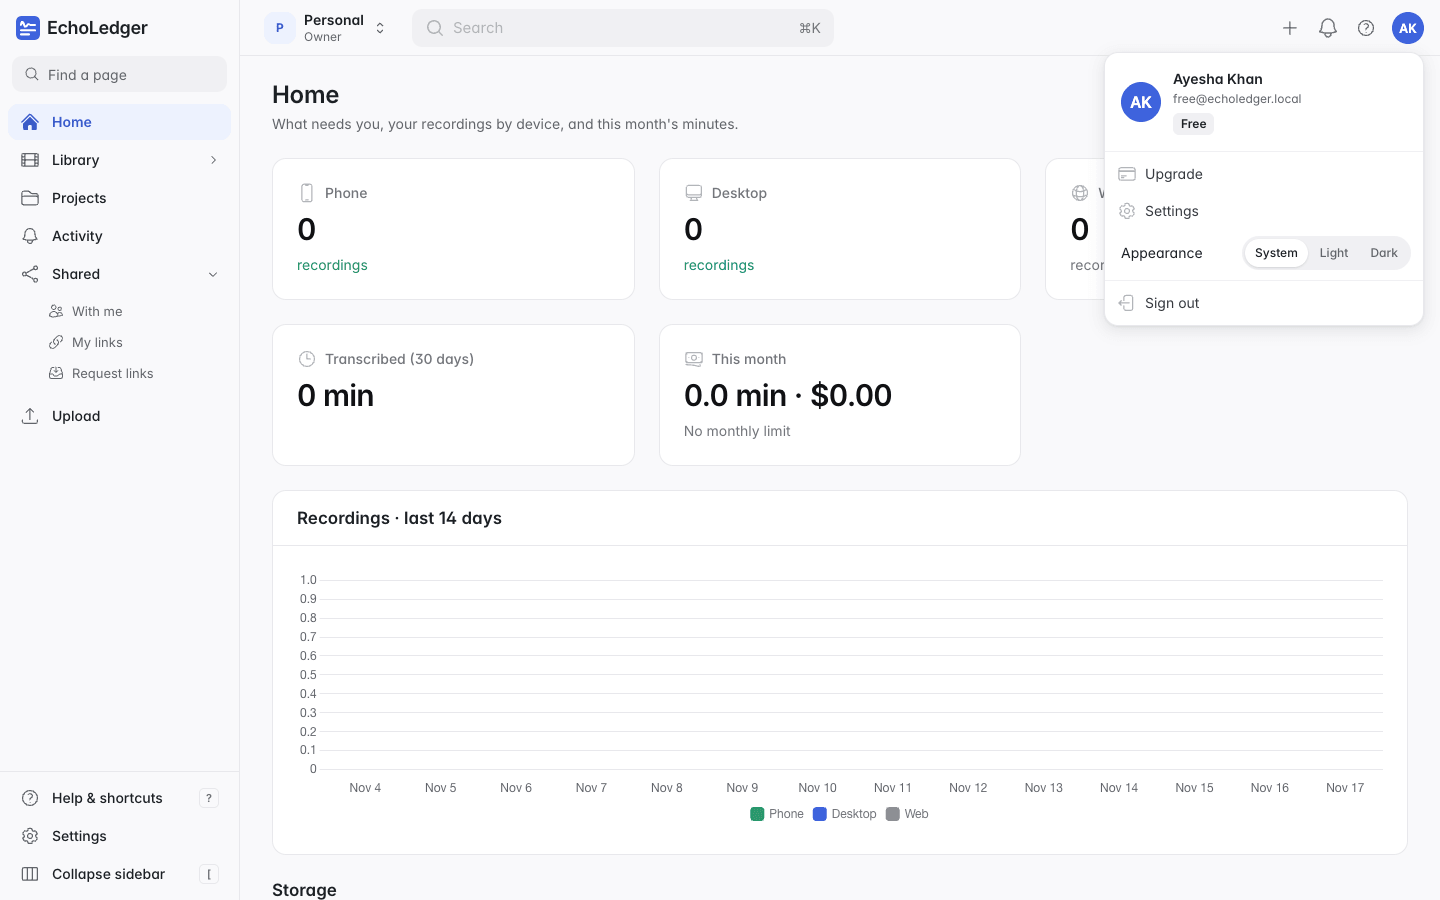 EchoLedger
Find a page
Home
Library
Projects
Activity
Shared
With me
My links
Request links
Upload
Help & shortcuts ?
Settings
Collapse sidebar [
P
Personal
Owner
Search ⌘K
AK
Home
What needs you, your recordings by device, and this month's minutes.
Phone
0
recordings
Desktop
0
recordings
0
Transcribed (30 days)
0 min
This month
0.0 min · $0.00
No monthly limit
AK
Ayesha Khan
free@echoledger.local
Free
Upgrade
Settings
Appearance System Light Dark
Sign out
Recordings · last 14 days
1.0
0.9
0.8
0.7
0.6
0.5
0.4
0.3
0.2
0.1
0
Nov 4 Nov 5 Nov 6 Nov 7 Nov 8 Nov 9 Nov 10 Nov 11 Nov 12 Nov 13 Nov 14 Nov 15 Nov 16 Nov 17
Phone Desktop Web
Storage